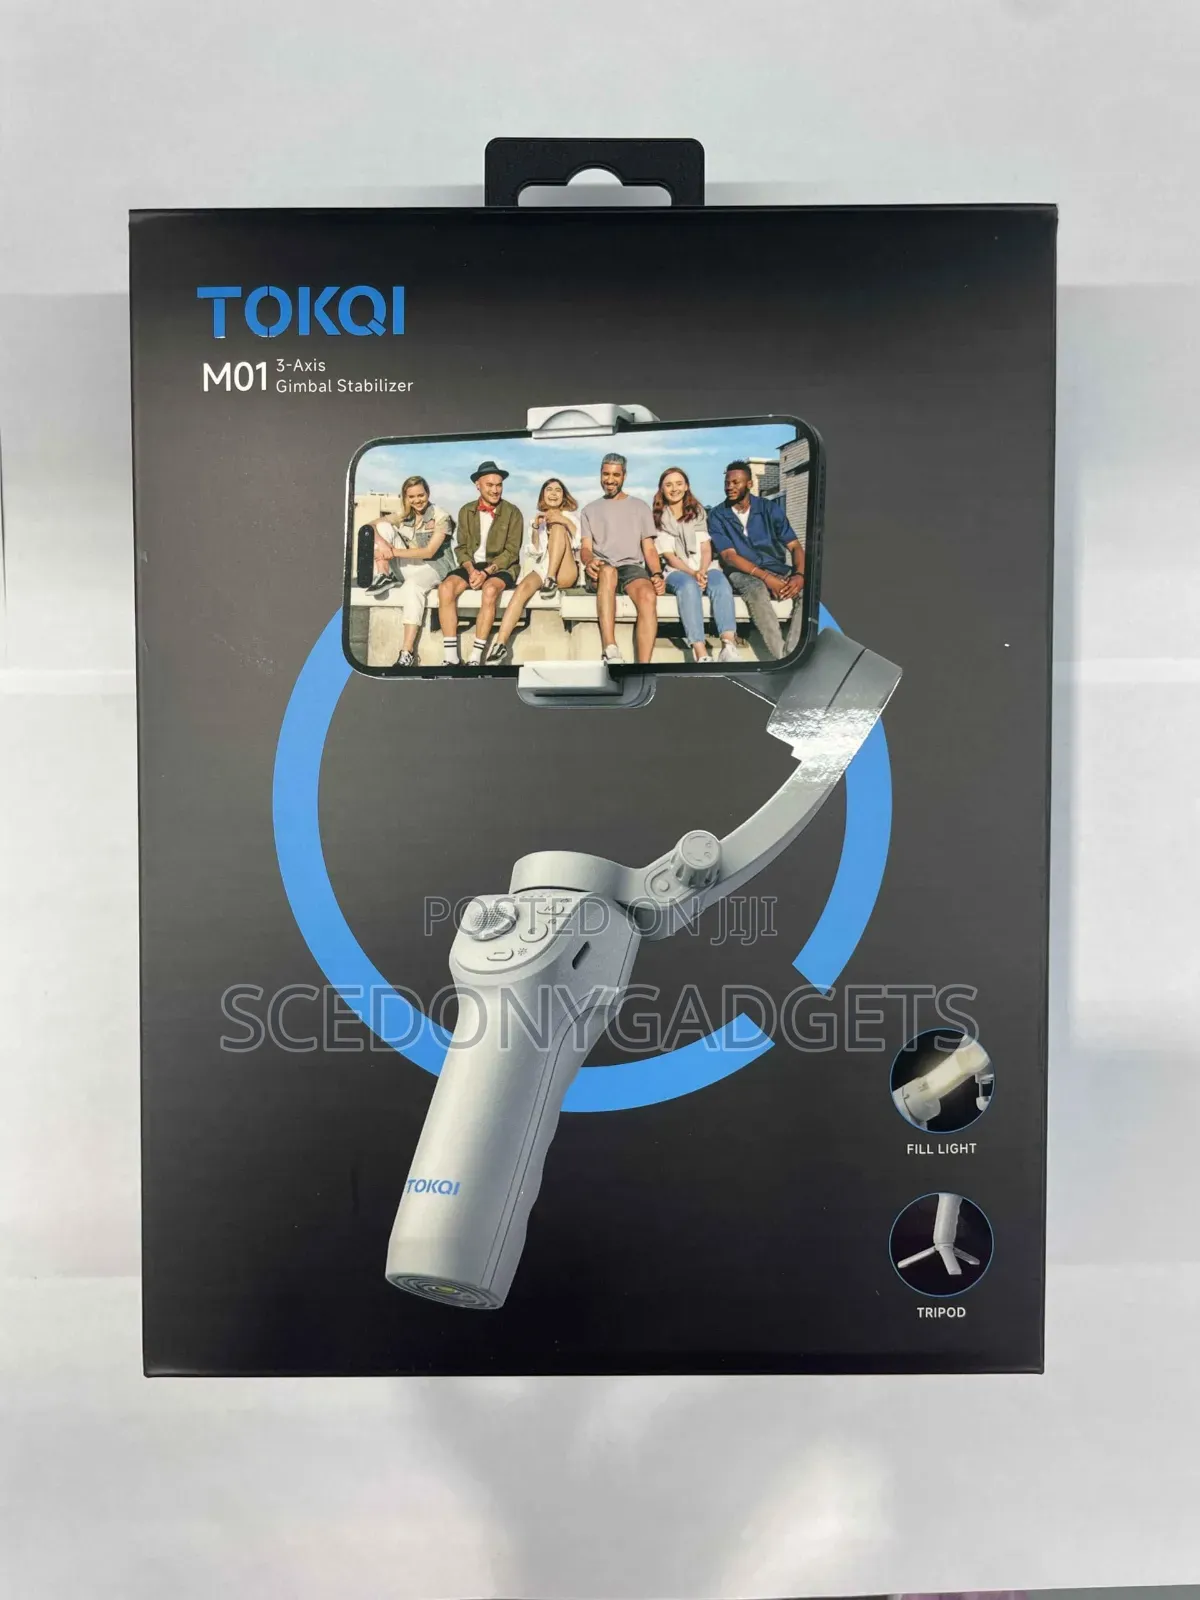 TOKQI
M01 3-Axis
Gimbal Stabilizer
POSTED ON JIJI
SCEDONYGADGETS
FILL LIGHT
TOKQI
TRIPOD